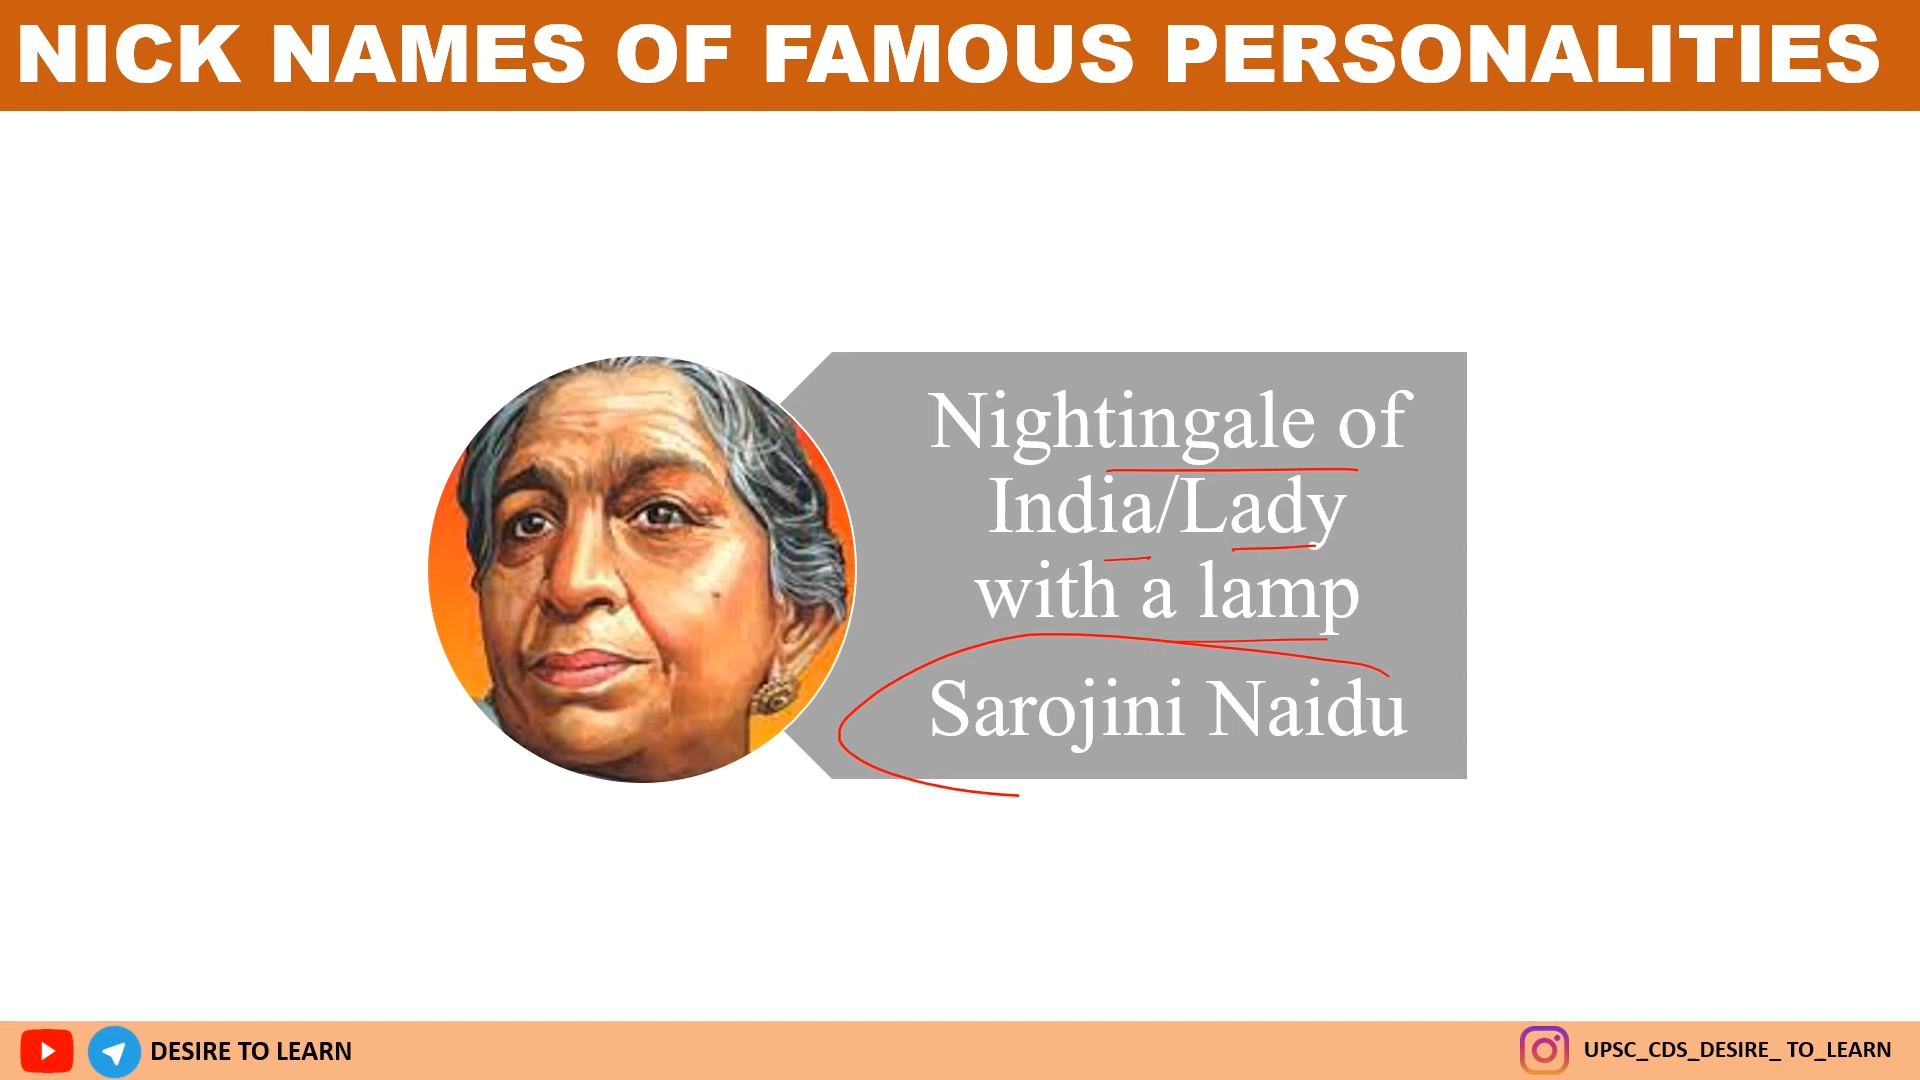 NICK NAMES OF FAMOUS PERSONALITIES
Nightingale of
India/Lady
with a lamp
Sarojini Naidu
DESIRE TO LEARN
UPSC_CDS_DESIRE_ TO_LEARN